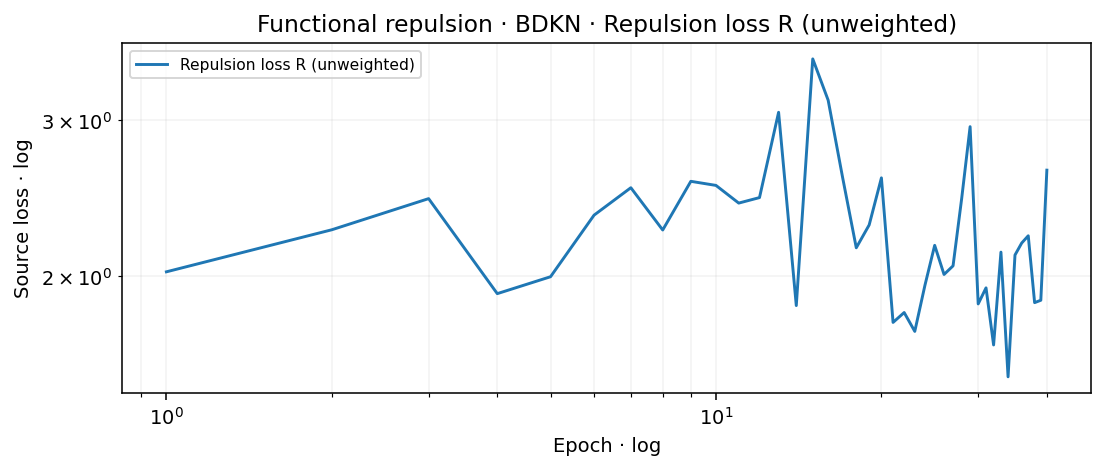 Functional repulsion · BDKN · Repulsion loss R (unweighted)
Repulsion loss R (unweighted)
Source loss · log
3 × 10⁰
2 × 10⁰
10⁰
10¹
Epoch · log